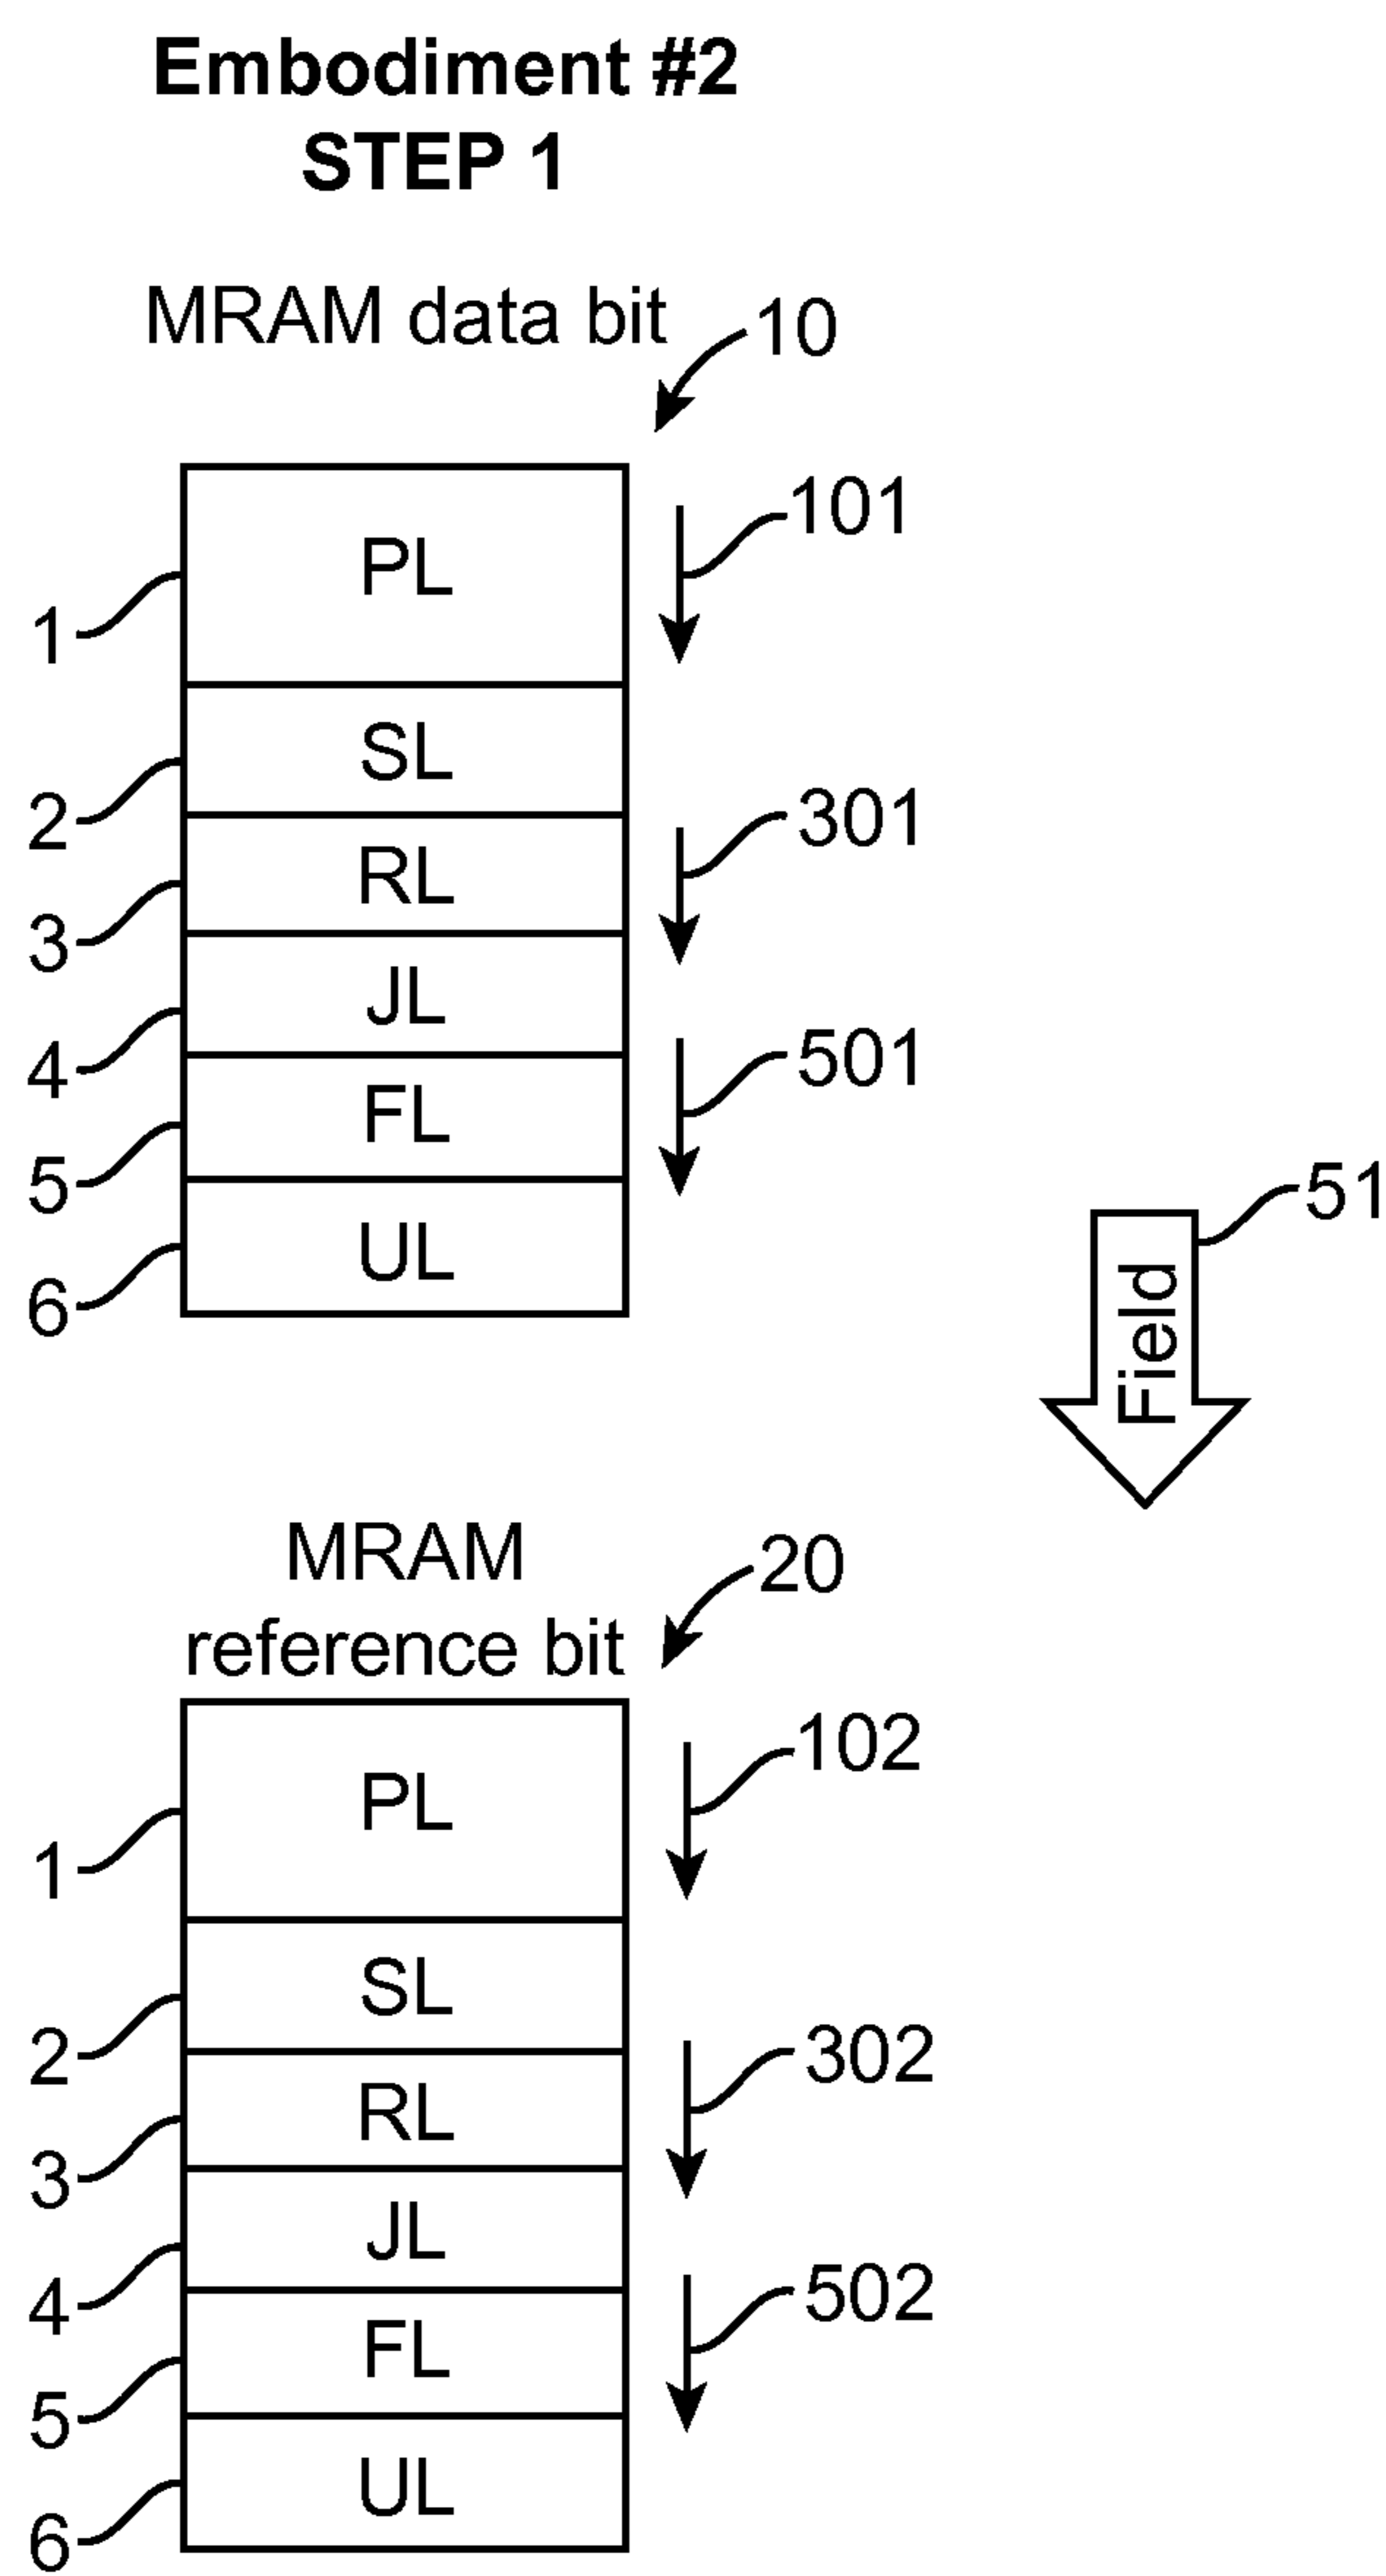 Embodiment #2
STEP 1
MRAM data bit
10
PL
101
1
SL
2
301
RL
3
JL
4
501
FL
5
UL
6
51
Field
MRAM
reference bit
20
PL
102
1
SL
2
302
RL
3
JL
4
502
FL
5
UL
6